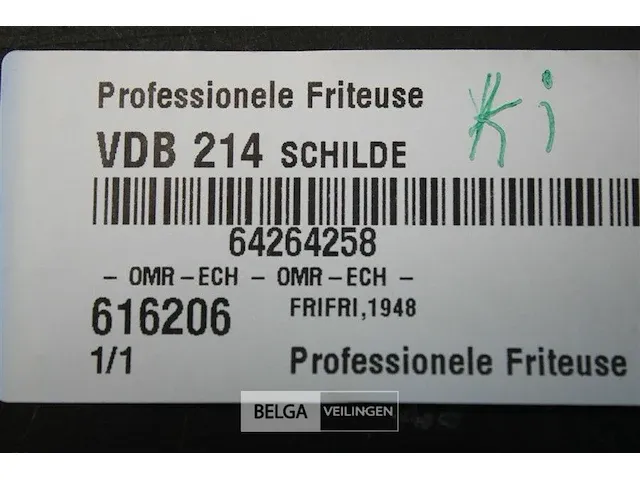 Professionele Friteuse
Ki
VDB 214 SCHILDE
64264258
- OMR-ECH - OMR-ECH -
616206 FRIFRI,1948
1/1 Professionele Friteuse
BELGA VEILINGEN